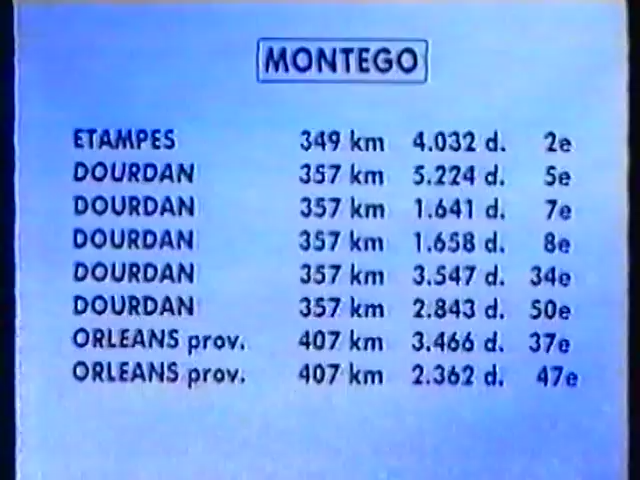 MONTEGO
ETAMPES 349 km 4.032 d. 2e
DOURDAN 357 km 5.224 d. 5e
DOURDAN 357 km 1.641 d. 7e
DOURDAN 357 km 1.658 d. 8e
DOURDAN 357 km 3.547 d. 34e
DOURDAN 357 km 2.843 d. 50e
ORLEANS prov. 407 km 3.466 d. 37e
ORLEANS prov. 407 km 2.362 d. 47e